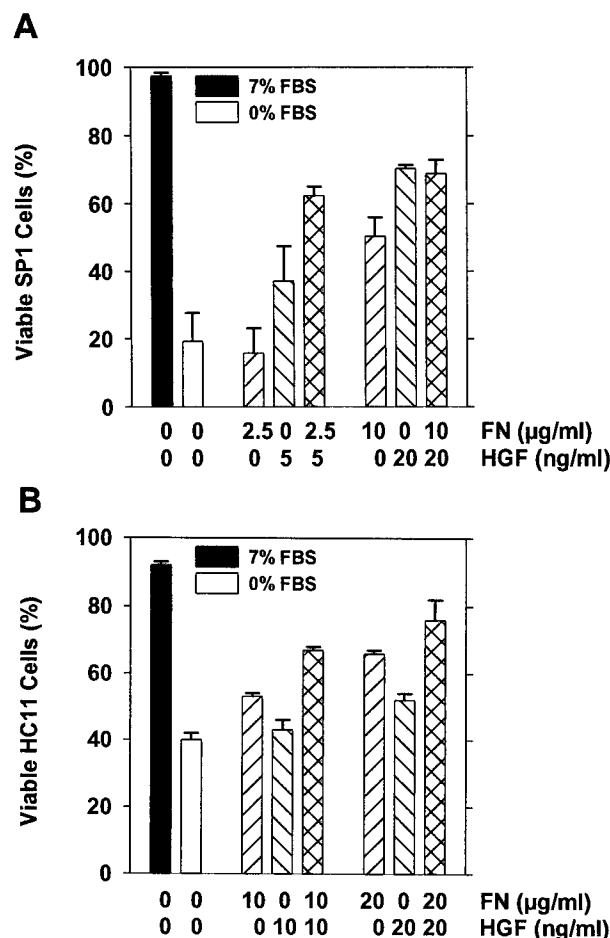 A
100
80
60
40
20
0
Viable SP1 Cells (%)
7% FBS
0% FBS
0 0 2.5 0 2.5 10 0 10 FN (µg/ml)
0 0 0 5 5 0 20 20 HGF (ng/ml)
B
100
80
60
40
20
0
Viable HC11 Cells (%)
7% FBS
0% FBS
0 0 10 0 10 20 0 20 FN (µg/ml)
0 0 0 10 10 0 20 20 HGF (ng/ml)